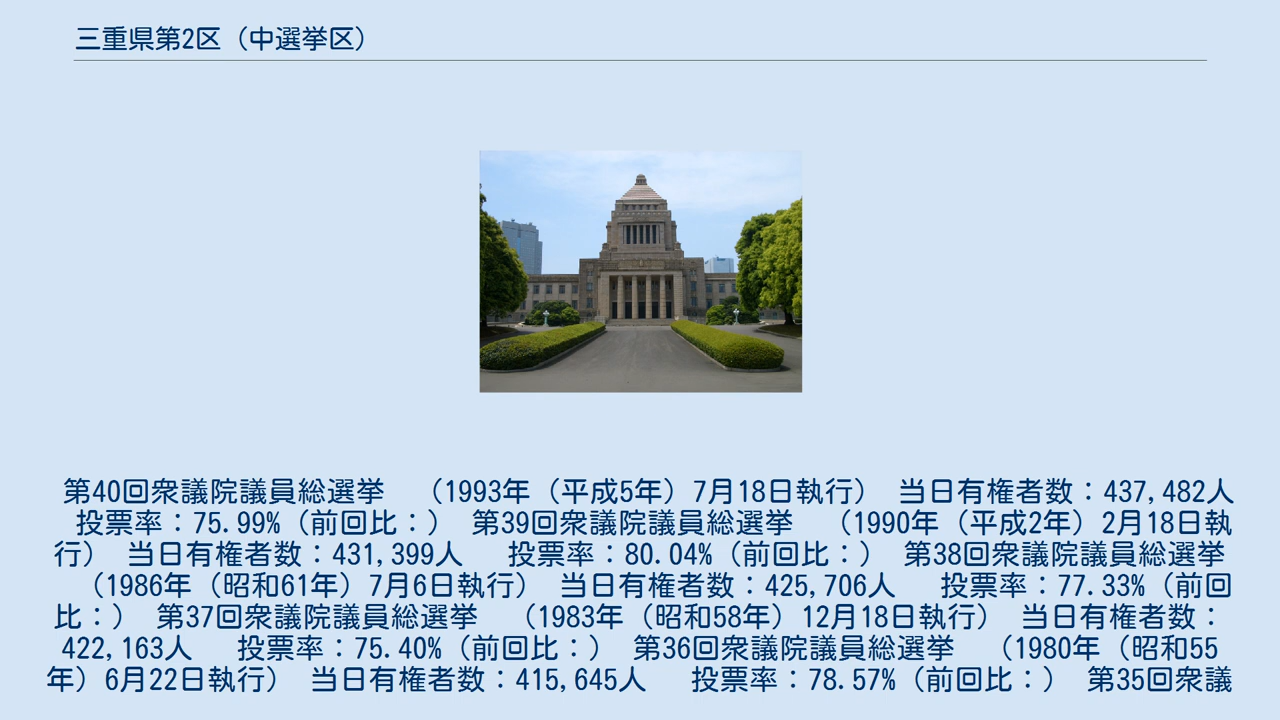 三重県第2区（中選挙区）
第40回衆議院議員総選挙　（1993年（平成5年）7月18日執行） 当日有権者数：437,482人
投票率：75.99%（前回比：） 第39回衆議院議員総選挙　（1990年（平成2年）2月18日執
行） 当日有権者数：431,399人　 投票率：80.04%（前回比：） 第38回衆議院議員総選挙
（1986年（昭和61年）7月6日執行） 当日有権者数：425,706人　 投票率：77.33%（前回
比：） 第37回衆議院議員総選挙　（1983年（昭和58年）12月18日執行） 当日有権者数：
422,163人　 投票率：75.40%（前回比：） 第36回衆議院議員総選挙　（1980年（昭和55
年）6月22日執行） 当日有権者数：415,645人　 投票率：78.57%（前回比：） 第35回衆議